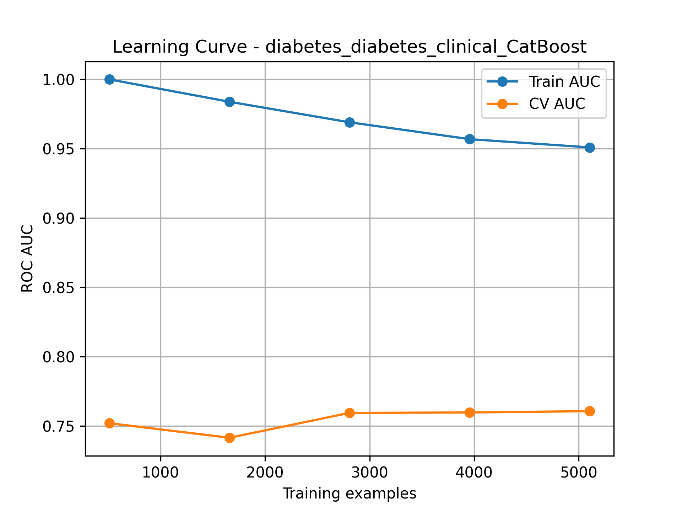 Learning Curve - diabetes_diabetes_clinical_CatBoost
Train AUC
CV AUC
ROC AUC
1.00
0.95
0.90
0.85
0.80
0.75
1000 2000 3000 4000 5000
Training examples